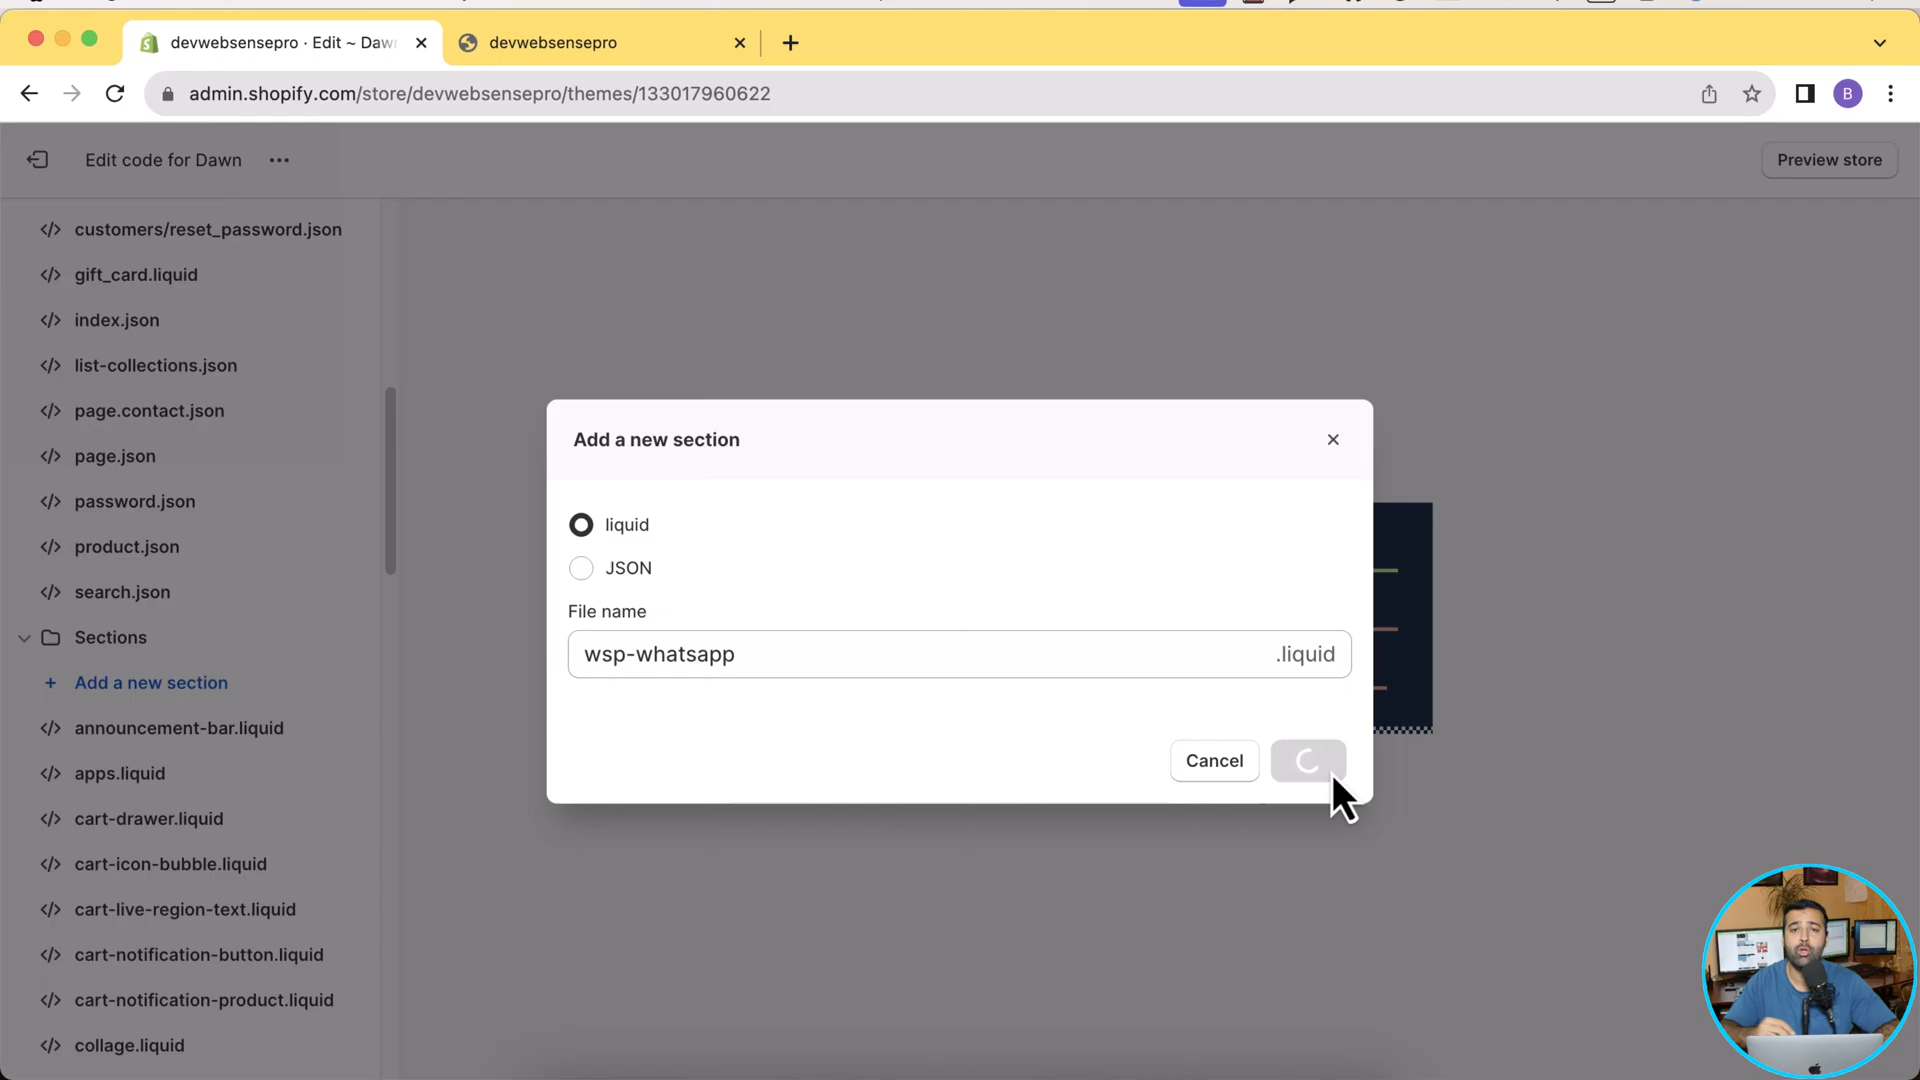 devwebsensepro · Edit ~ Daw
devwebsensepro
admin.shopify.com/store/devwebsensepro/themes/133017960622
B
Edit code for Dawn
Preview store
customers/reset_password.json
gift_card.liquid
index.json
list-collections.json
page.contact.json
page.json
password.json
product.json
search.json
Sections
Add a new section
announcement-bar.liquid
apps.liquid
cart-drawer.liquid
cart-icon-bubble.liquid
cart-live-region-text.liquid
cart-notification-button.liquid
cart-notification-product.liquid
collage.liquid
Add a new section
liquid
JSON
File name
wsp-whatsapp .liquid
Cancel